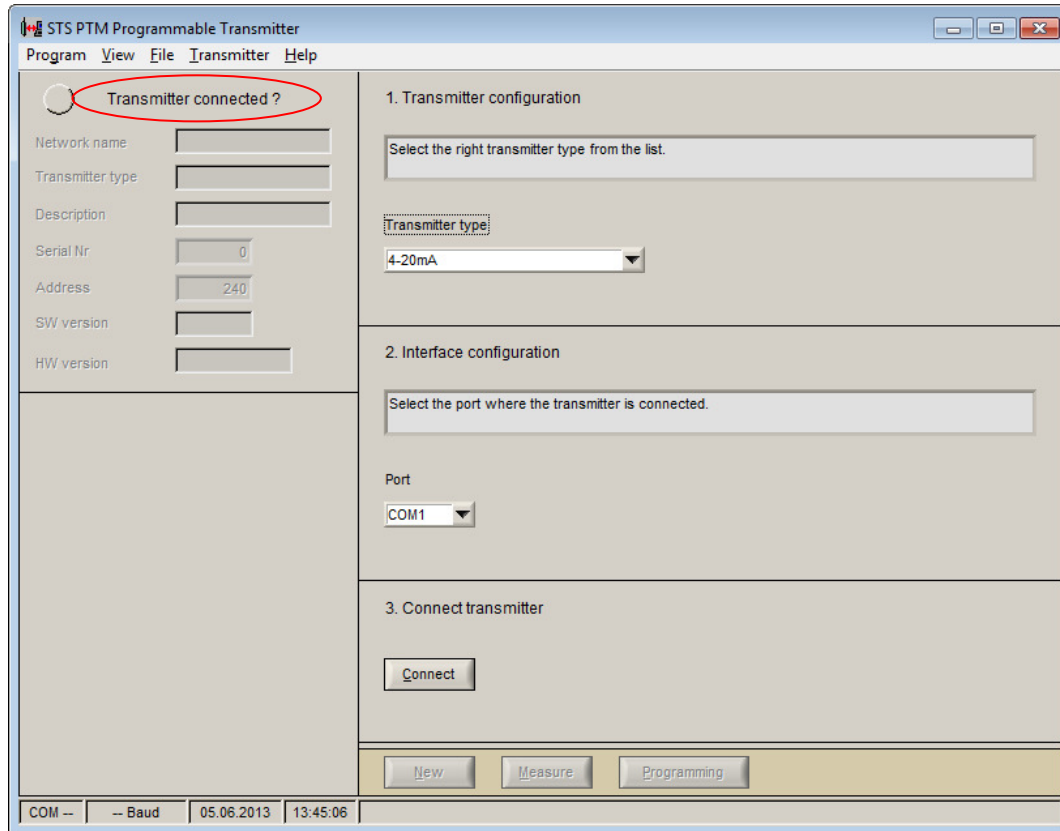 STS PTM Programmable Transmitter
Program View File Transmitter Help
Transmitter connected ?
Network name
Transmitter type
Description
Serial Nr 0
Address 240
SW version
HW version
1. Transmitter configuration
Select the right transmitter type from the list.
Transmitter type
4-20mA
2. Interface configuration
Select the port where the transmitter is connected.
Port
COM1
3. Connect transmitter
Connect
New Measure Programming
COM -- -- Baud 05.06.2013 13:45:06